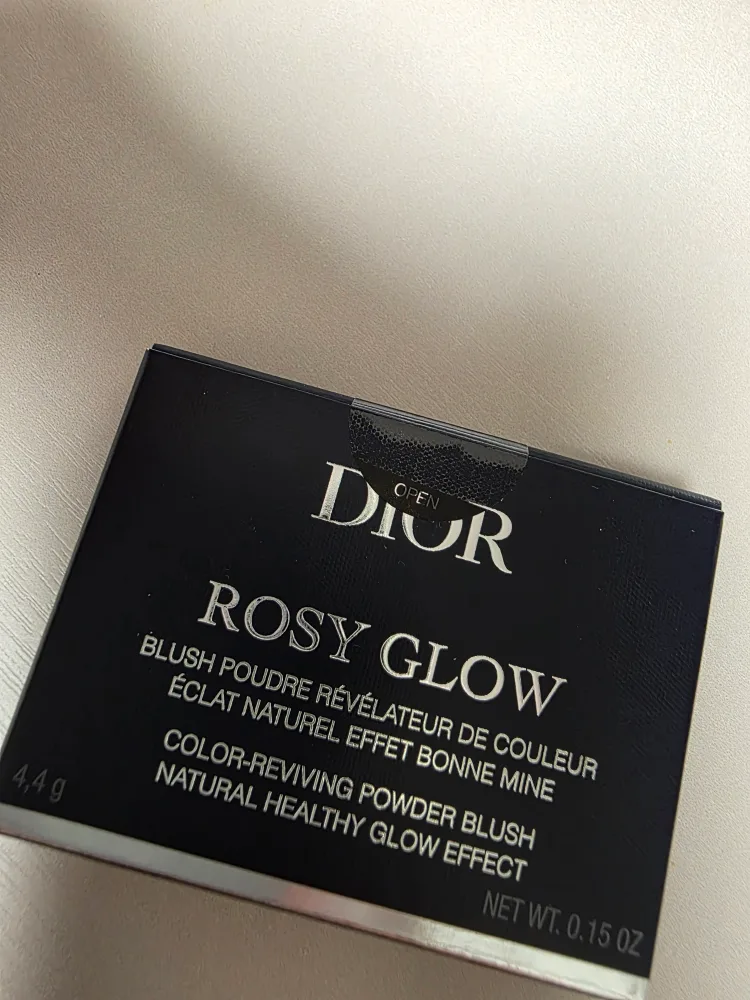 OPEN
DIOR
ROSY GLOW
BLUSH POUDRE RÉVÉLATEUR DE COULEUR
ÉCLAT NATUREL EFFET BONNE MINE
COLOR-REVIVING POWDER BLUSH
NATURAL HEALTHY GLOW EFFECT
4,4 g
NET WT. 0.15 OZ